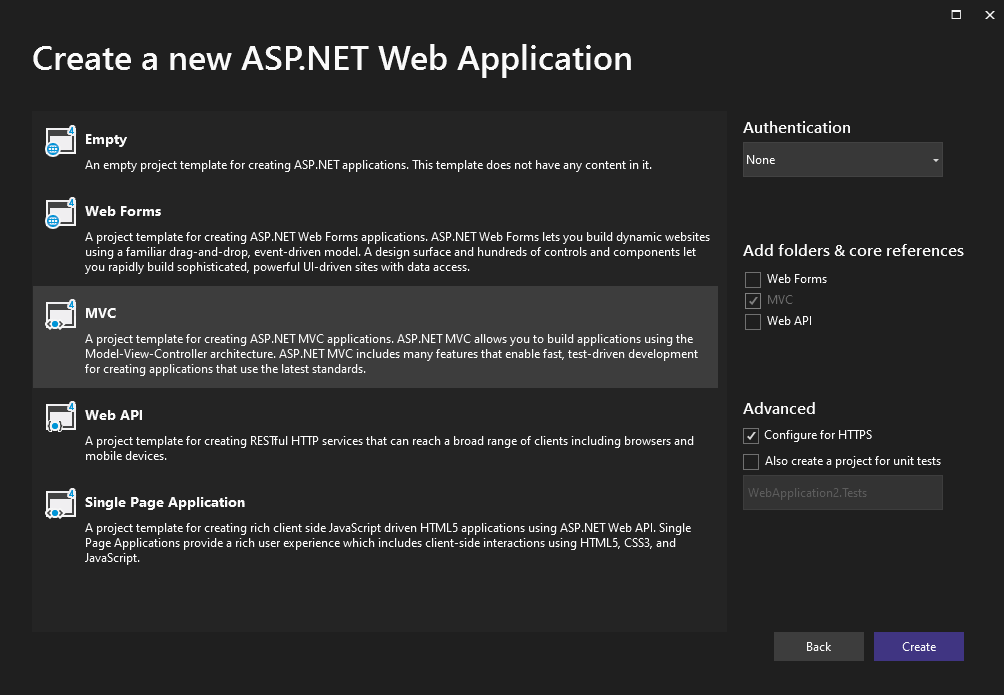 Create a new ASP.NET Web Application
4
Empty
An empty project template for creating ASP.NET applications. This template does not have any content in it.
4
Web Forms
A project template for creating ASP.NET Web Forms applications. ASP.NET Web Forms lets you build dynamic websites
using a familiar drag-and-drop, event-driven model. A design surface and hundreds of controls and components let
you rapidly build sophisticated, powerful UI-driven sites with data access.
4
MVC
A project template for creating ASP.NET MVC applications. ASP.NET MVC allows you to build applications using the
Model-View-Controller architecture. ASP.NET MVC includes many features that enable fast, test-driven development
for creating applications that use the latest standards.
4
Web API
A project template for creating RESTful HTTP services that can reach a broad range of clients including browsers and
mobile devices.
4
Single Page Application
A project template for creating rich client side JavaScript driven HTML5 applications using ASP.NET Web API. Single
Page Applications provide a rich user experience which includes client-side interactions using HTML5, CSS3, and
JavaScript.
Authentication
None
Add folders & core references
Web Forms
MVC
Web API
Advanced
Configure for HTTPS
Also create a project for unit tests
WebApplication2.Tests
Back
Create